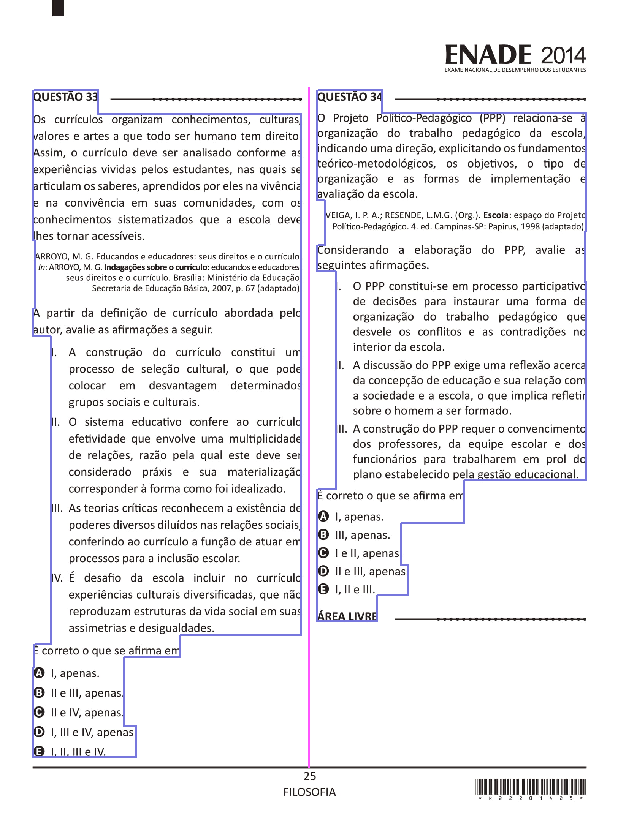 ENADE 2014
EXAME NACIONAL DE DESEMPENHO DOS ESTUDANTES
QUESTÃO 33
Os currículos organizam conhecimentos, culturas,
valores e artes a que todo ser humano tem direito.
Assim, o currículo deve ser analisado conforme as
experiências vividas pelos estudantes, nas quais se
articulam os saberes, aprendidos por eles na vivência
e na convivência em suas comunidades, com os
conhecimentos sistematizados que a escola deve
lhes tornar acessíveis.
ARROYO, M. G. Educandos e educadores: seus direitos e o currículo.
In: ARROYO, M. G. Indagações sobre o currículo: educandos e educadores
seus direitos e o currículo. Brasília: Ministério da Educação
Secretaria de Educação Básica, 2007, p. 67 (adaptado)
A partir da definição de currículo abordada pelo
autor, avalie as afirmações a seguir.
I. A construção do currículo constitui um
processo de seleção cultural, o que pode
colocar em desvantagem determinados
grupos sociais e culturais.
II. O sistema educativo confere ao currículo
efetividade que envolve uma multiplicidade
de relações, razão pela qual este deve ser
considerado práxis e sua materialização
corresponder à forma como foi idealizado.
III. As teorias críticas reconhecem a existência de
poderes diversos diluídos nas relações sociais,
conferindo ao currículo a função de atuar em
processos para a inclusão escolar.
IV. É desafio da escola incluir no currículo
experiências culturais diversificadas, que não
reproduzam estruturas da vida social em suas
assimetrias e desigualdades.
É correto o que se afirma em
A I, apenas.
B II e III, apenas.
C II e IV, apenas.
D I, III e IV, apenas
E I, II, III e IV.
QUESTÃO 34
O Projeto Político-Pedagógico (PPP) relaciona-se à
organização do trabalho pedagógico da escola,
indicando uma direção, explicitando os fundamentos
teórico-metodológicos, os objetivos, o tipo de
organização e as formas de implementação e
avaliação da escola.
VEIGA, I. P. A.; RESENDE, L.M.G. (Org.). Escola: espaço do Projeto
Político-Pedagógico. 4. ed. Campinas-SP: Papirus, 1998 (adaptado)
Considerando a elaboração do PPP, avalie as
seguintes afirmações.
I. O PPP constitui-se em processo participativo
de decisões para instaurar uma forma de
organização do trabalho pedagógico que
desvele os conflitos e as contradições no
interior da escola.
I. A discussão do PPP exige uma reflexão acerca
da concepção de educação e sua relação com
a sociedade e a escola, o que implica refletir
sobre o homem a ser formado.
II. A construção do PPP requer o convencimento
dos professores, da equipe escolar e dos
funcionários para trabalharem em prol do
plano estabelecido pela gestão educacional.
É correto o que se afirma em
A I, apenas.
B III, apenas.
C I e II, apenas
D II e III, apenas
E I, II e III.
ÁREA LIVRE
25
FILOSOFIA